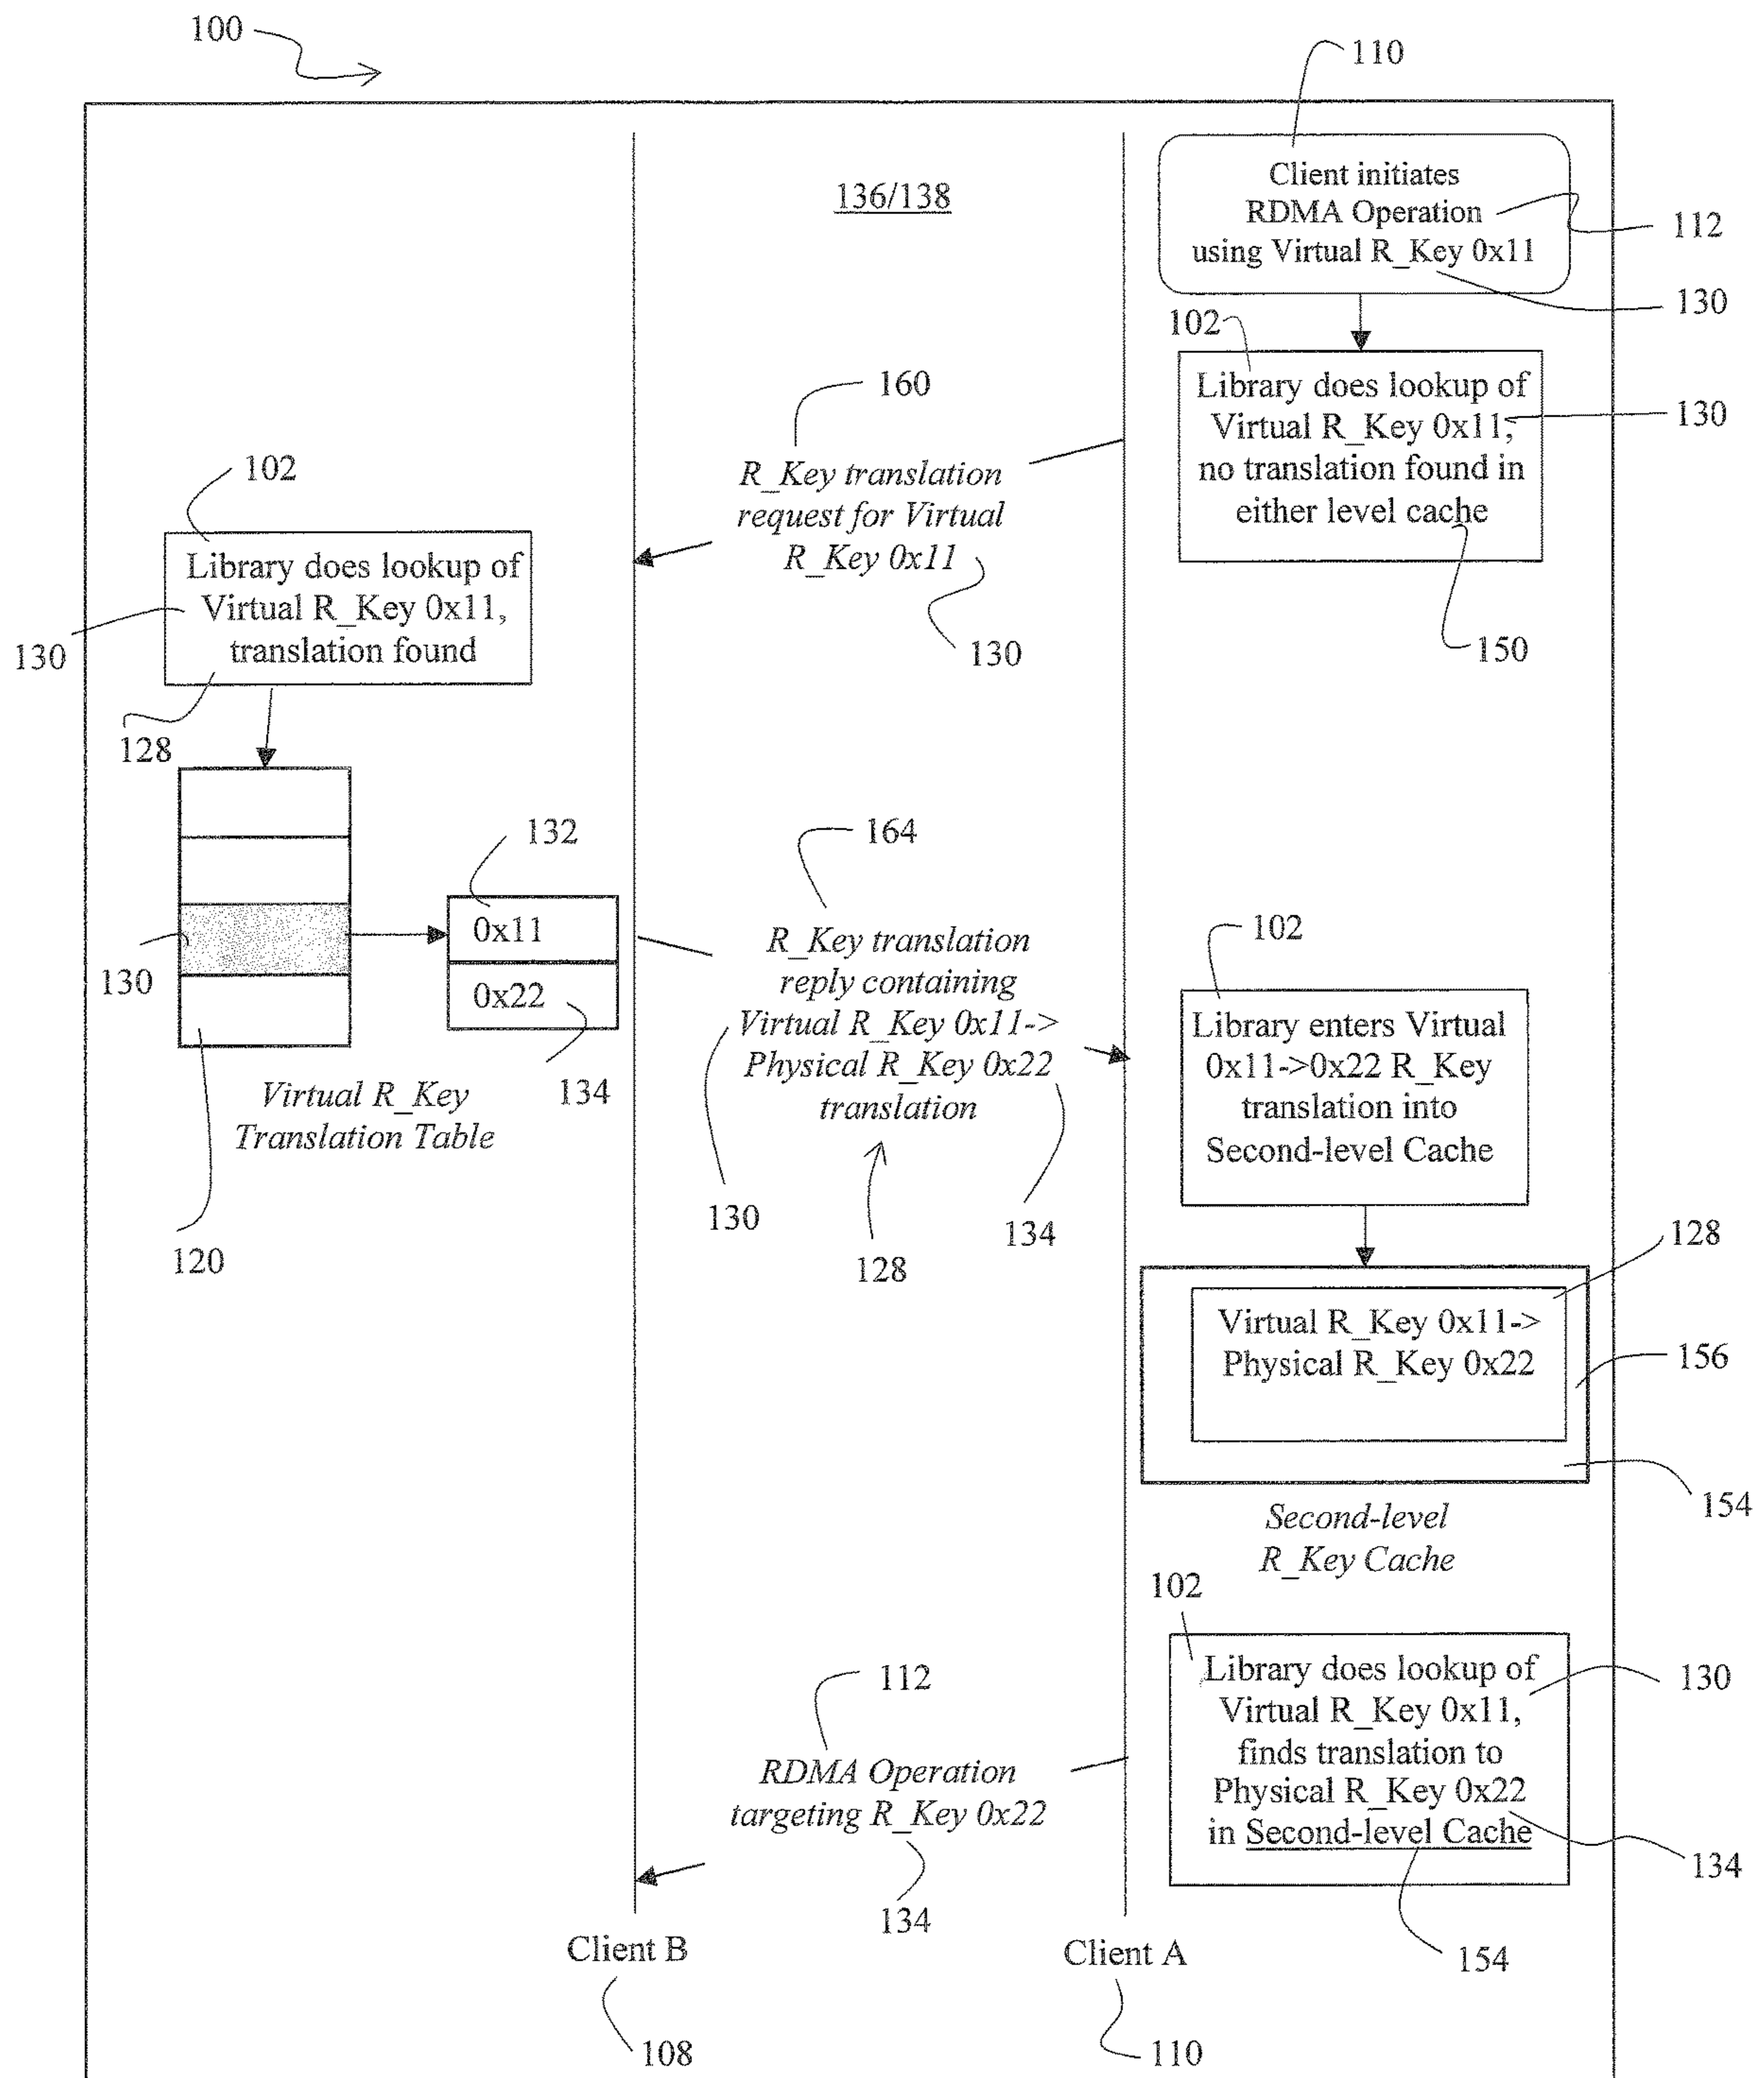 100
110
136/138
Client initiates
RDMA Operation
using Virtual R_Key 0x11
112
130
102
Library does lookup of
Virtual R_Key 0x11,
no translation found in
either level cache
130
150
160
R_Key translation
request for Virtual
R_Key 0x11
130
102
Library does lookup of
Virtual R_Key 0x11,
translation found
130
128
132
0x11
0x22
130
134
Virtual R_Key
Translation Table
120
164
R_Key translation
reply containing
Virtual R_Key 0x11->
Physical R_Key 0x22
translation
130
128
134
102
Library enters Virtual
0x11->0x22 R_Key
translation into
Second-level Cache
128
Virtual R_Key 0x11->
Physical R_Key 0x22
156
154
Second-level
R_Key Cache
102
Library does lookup of
Virtual R_Key 0x11,
finds translation to
Physical R_Key 0x22
in Second-level Cache
130
134
154
112
RDMA Operation
targeting R_Key 0x22
134
Client B
108
Client A
110